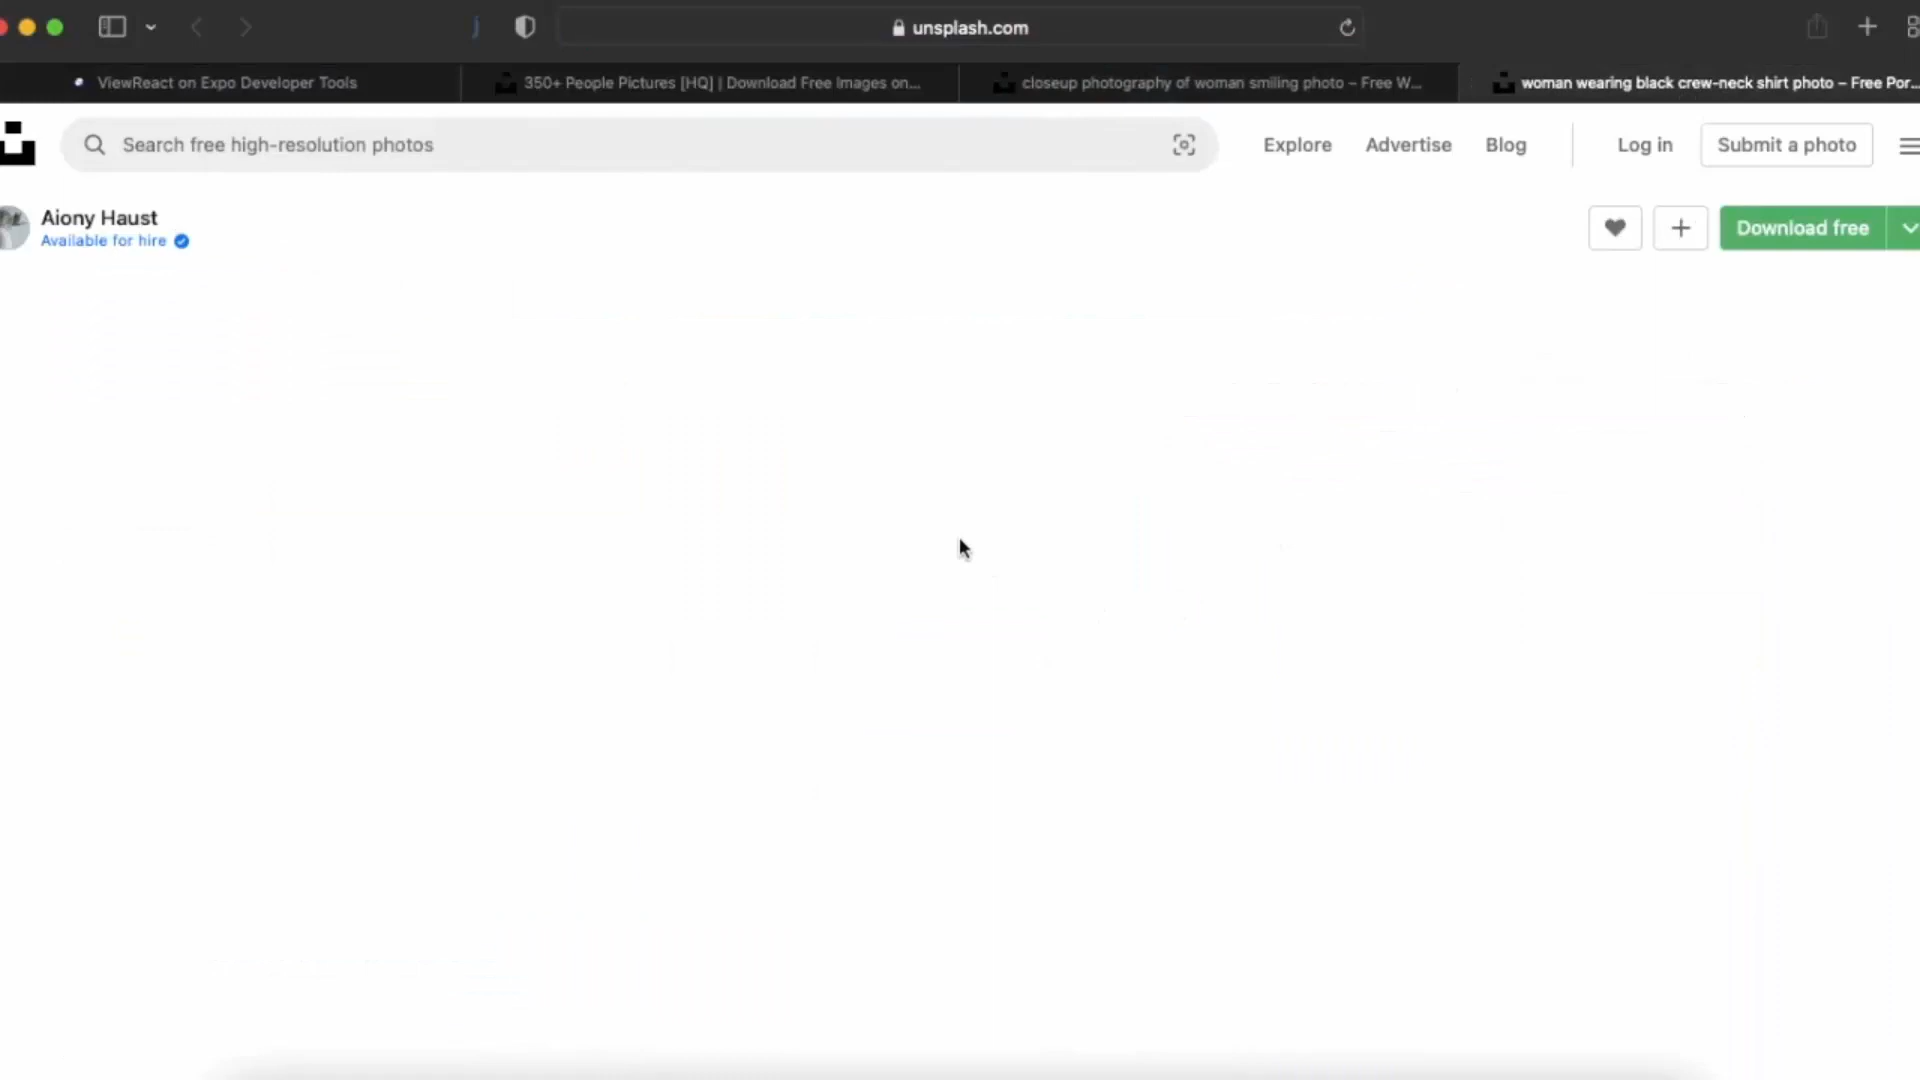 unsplash.com
ViewReact on Expo Developer Tools
350+ People Pictures [HQ] | Download Free Images on...
closeup photography of woman smiling photo – Free W...
woman wearing black crew-neck shirt photo – Free Por...
Search free high-resolution photos
Explore
Advertise
Blog
Log in
Submit a photo
Aiony Haust
Available for hire
Download free